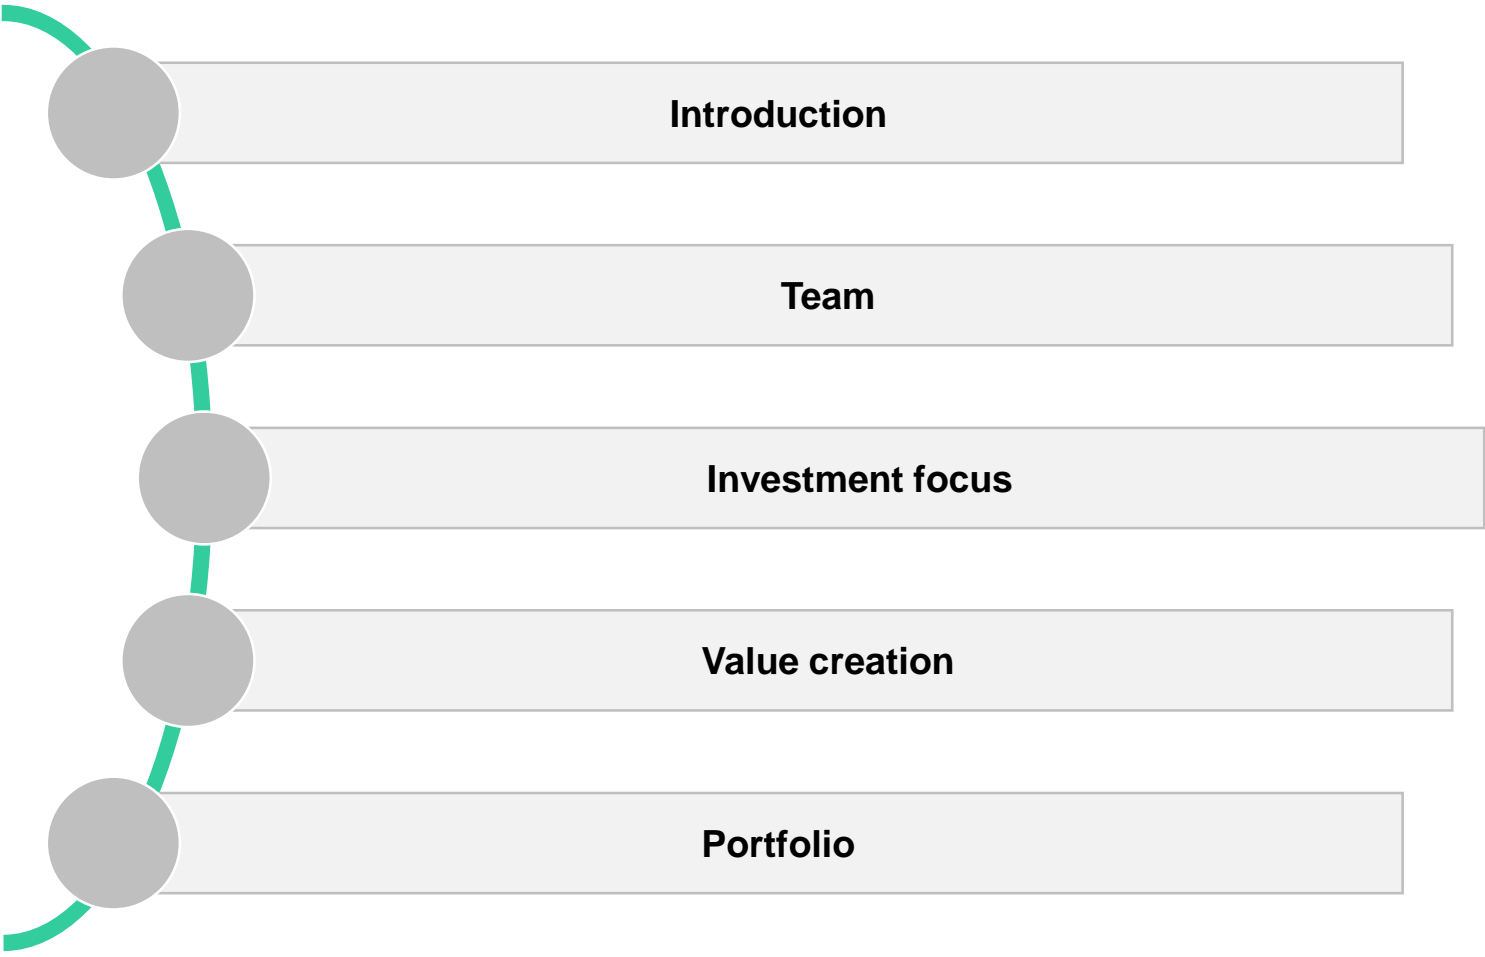 Introduction
Team
Investment focus
Value creation
Portfolio